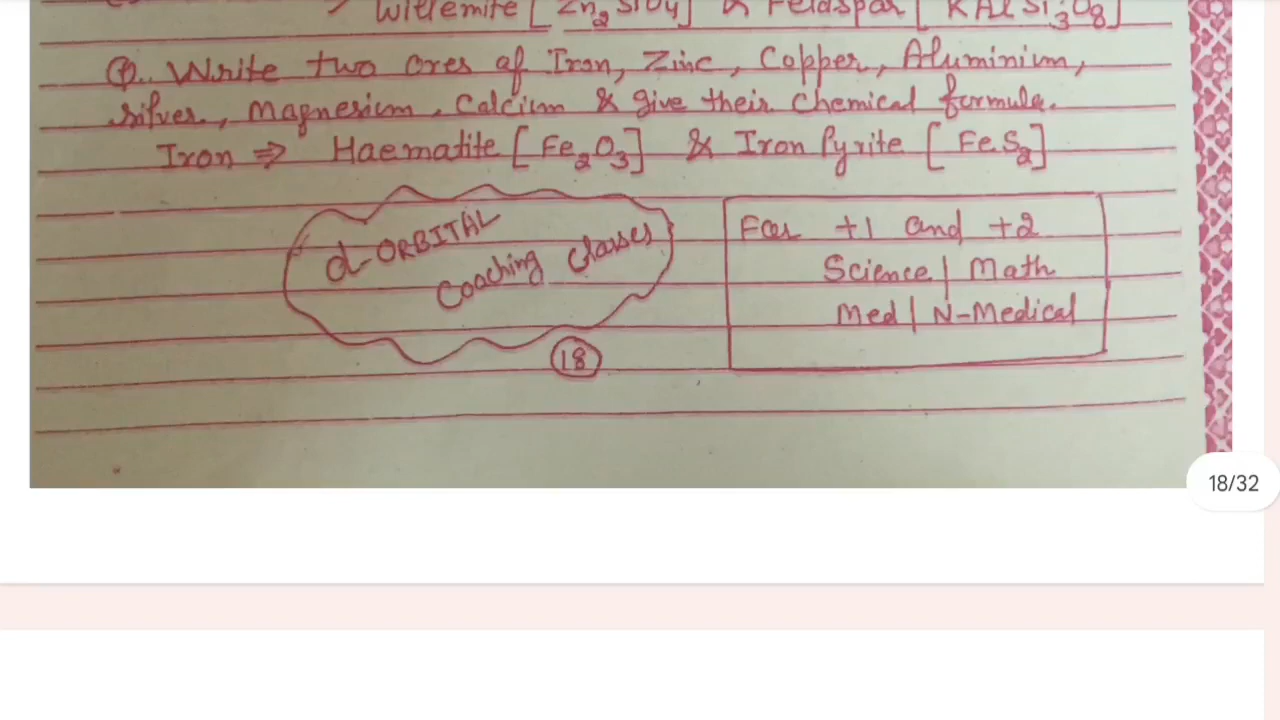 Willemite [Zn₂SiO₄] & Feldspar [KAlSi₃O₈]
Q. Write two ores of Iron, Zinc, Copper, Aluminium,
silver, Magnesium, Calcium & give their chemical formula.
Iron ⇒ Haematite [Fe₂O₃] & Iron Pyrite [FeS₂]
d-ORBITAL
Coaching Classes
For +1 and +2
Science | Math
Med | N-Medical
18
18/32